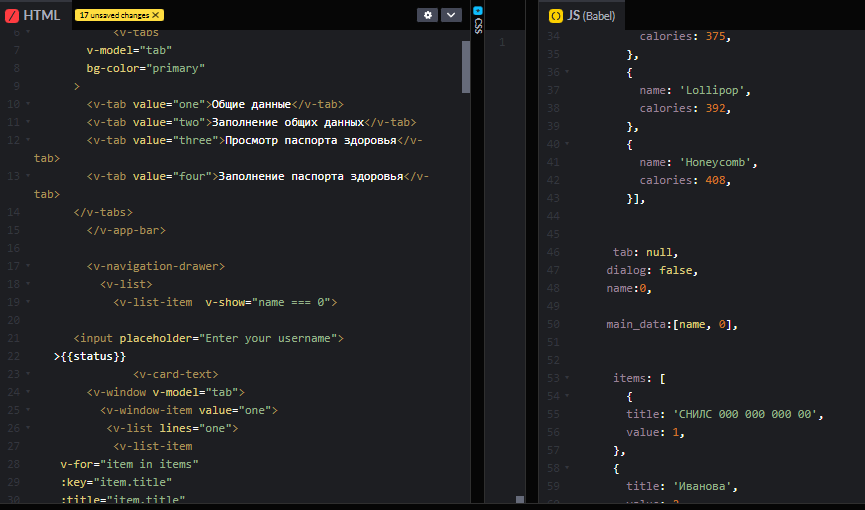 HTML
17 unsaved changes ✕
6 <v-tabs
7 v-model="tab"
8 bg-color="primary"
9 >
10 <v-tab value="one">Общие данные</v-tab>
11 <v-tab value="two">Заполнение общих данных</v-tab>
12 <v-tab value="three">Просмотр паспорта здоровья</v-
tab>
13 <v-tab value="four">Заполнение паспорта здоровья</v-
tab>
14 </v-tabs>
15 </v-app-bar>
16
17 <v-navigation-drawer>
18 <v-list>
19 <v-list-item v-show="name === 0">
20
21 <input placeholder="Enter your username">
22 >{{status}}
23 <v-card-text>
24 <v-window v-model="tab">
25 <v-window-item value="one">
26 <v-list lines="one">
27 <v-list-item
28 v-for="item in items"
29 :key="item.title"
30 :title="item.title"
CSS
1
JS (Babel)
34 calories: 375,
35 },
36 {
37 name: 'Lollipop',
38 calories: 392,
39 },
40 {
41 name: 'Honeycomb',
42 calories: 408,
43 }],
44
45
46 tab: null,
47 dialog: false,
48 name:0,
49
50 main_data:[name, 0],
51
52
53 items: [
54 {
55 title: 'СНИЛС 000 000 000 00',
56 value: 1,
57 },
58 {
59 title: 'Иванова',
60 value: 2,